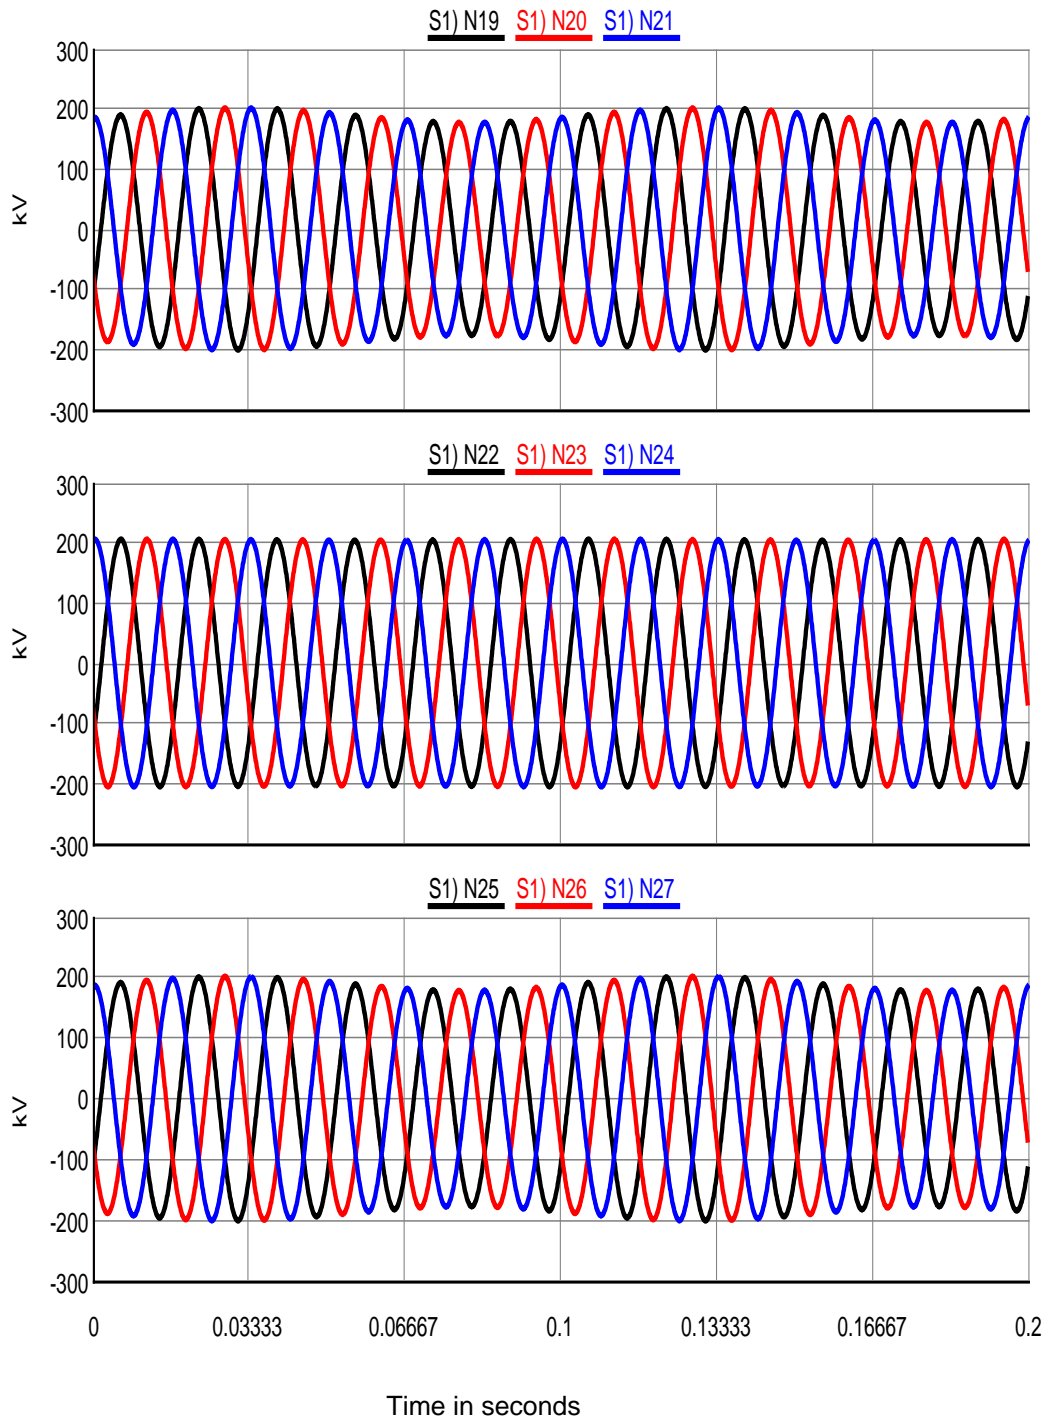 S1) N19 S1) N20 S1) N21
300
200
100
0
-100
-200
-300
kV
S1) N22 S1) N23 S1) N24
300
200
100
0
-100
-200
-300
kV
S1) N25 S1) N26 S1) N27
300
200
100
0
-100
-200
-300
kV
0 0.03333 0.06667 0.1 0.13333 0.16667 0.2
Time in seconds